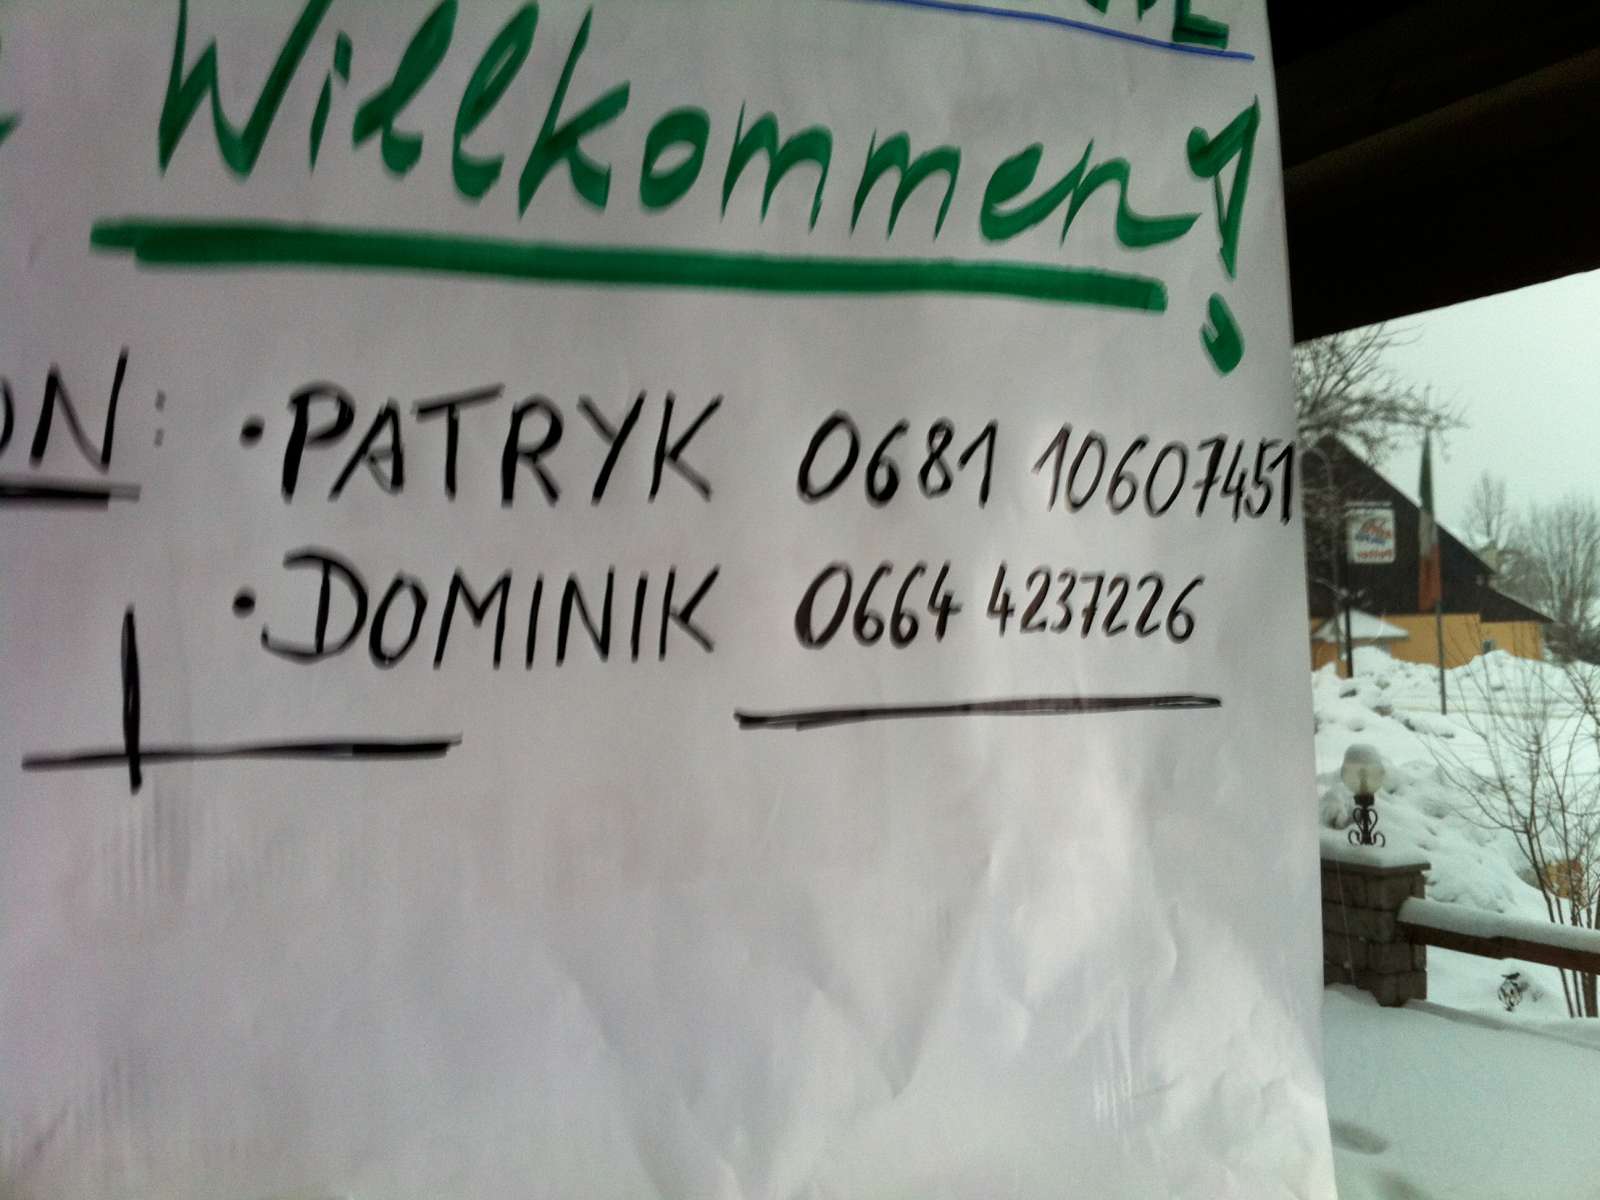 Willkommen!
ON: • PATRYK 0681 10607451
• DOMINIK 0664 4237226